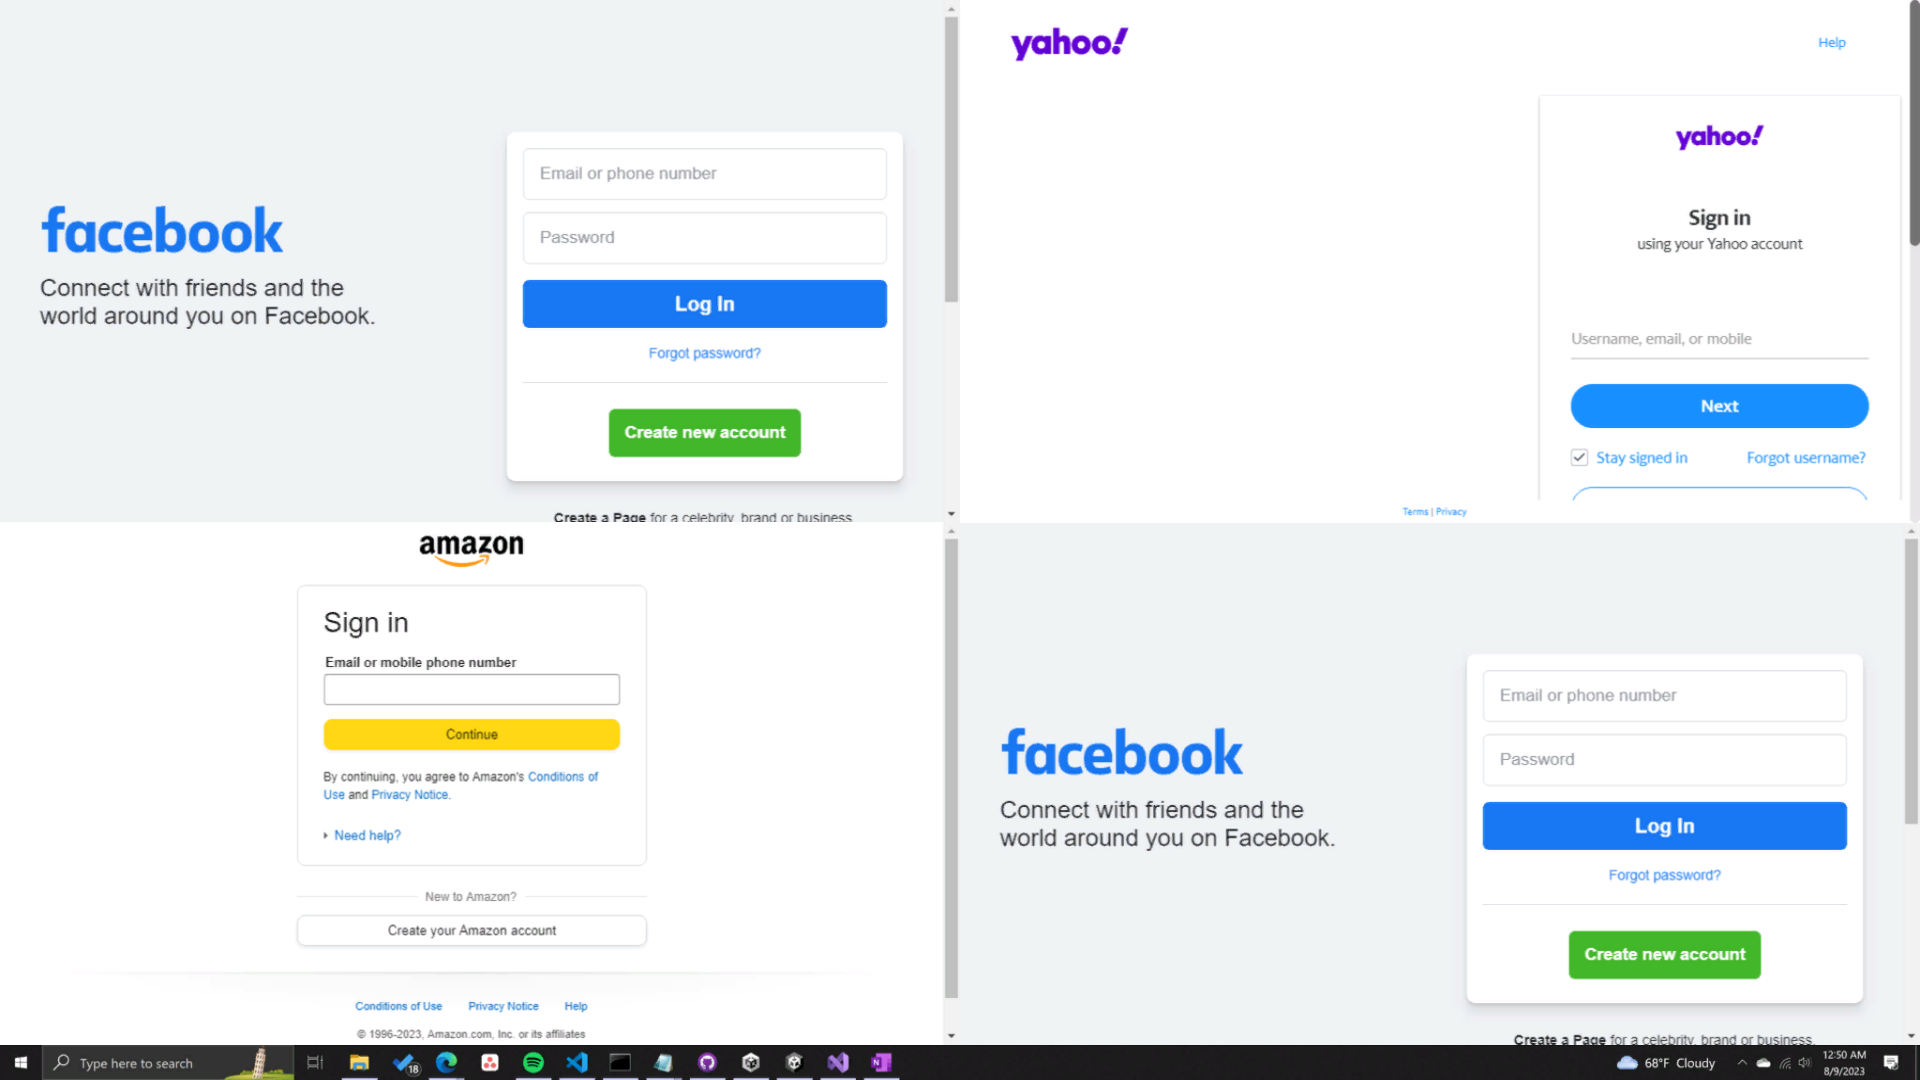 facebook
Connect with friends and the
world around you on Facebook.
Email or phone number
Password
Log In
Forgot password?
Create new account
Create a Page for a celebrity, brand or business.
yahoo!
Help
yahoo!
Sign in
using your Yahoo account
Username, email, or mobile
Next
Stay signed in
Forgot username?
Terms | Privacy
amazon
Sign in
Email or mobile phone number
Continue
By continuing, you agree to Amazon's Conditions of
Use and Privacy Notice.
Need help?
New to Amazon?
Create your Amazon account
Conditions of Use Privacy Notice Help
© 1996-2023, Amazon.com, Inc. or its affiliates
facebook
Connect with friends and the
world around you on Facebook.
Email or phone number
Password
Log In
Forgot password?
Create new account
Create a Page for a celebrity, brand or business.
Type here to search
18
N
68°F Cloudy
12:50 AM
8/9/2023